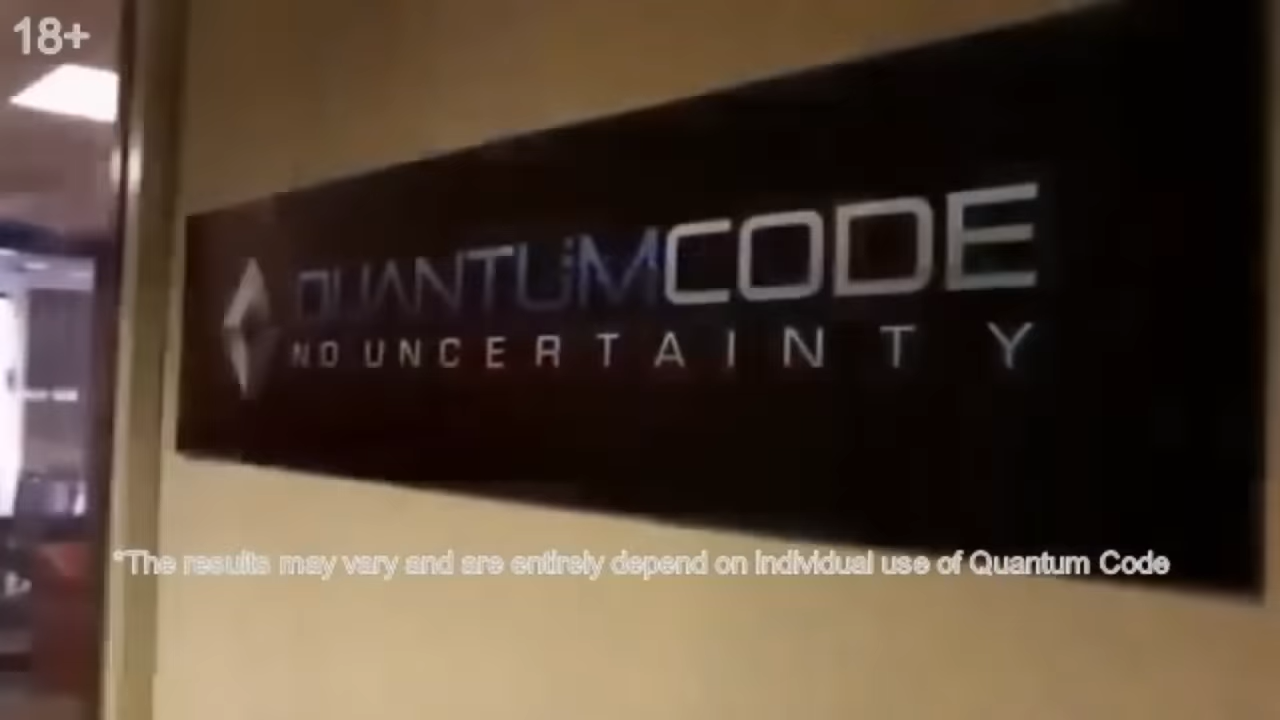 18+
QUANTUMCODE
NO UNCERTAINTY
*The results may vary and are entirely depend on individual use of Quantum Code